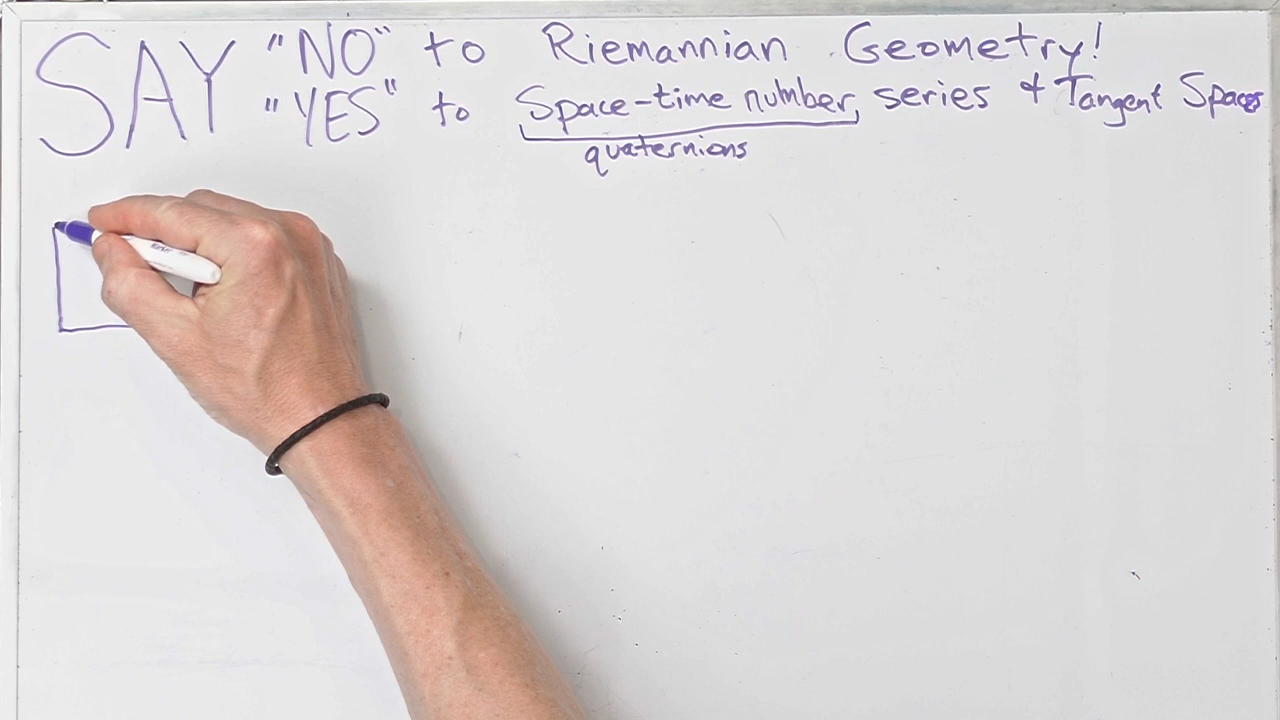 SAY "NO" to Riemannian Geometry!
"YES" to Space-time number series & Tangent Spaces
quaternions